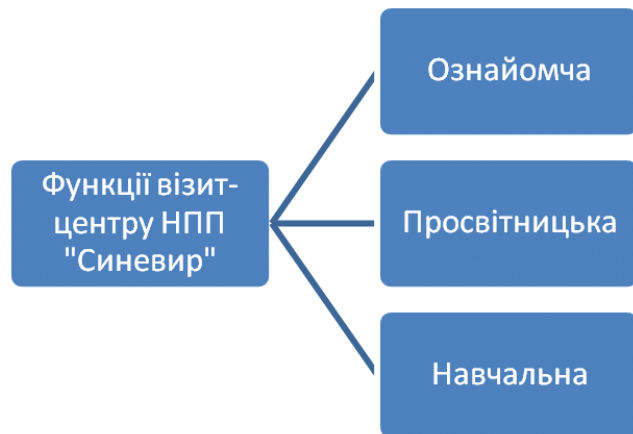 Функції візит-
центру НПП
"Синевир"
Ознайомча
Просвітницька
Навчальна